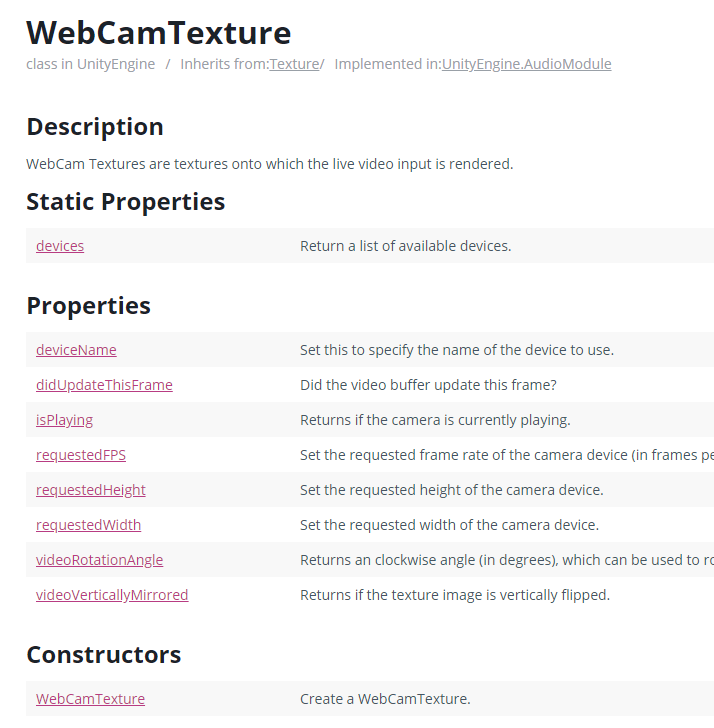 WebCamTexture
class in UnityEngine / Inherits from:Texture/ Implemented in:UnityEngine.AudioModule
Description
WebCam Textures are textures onto which the live video input is rendered.
Static Properties
devices Return a list of available devices.
Properties
deviceName Set this to specify the name of the device to use.
didUpdateThisFrame Did the video buffer update this frame?
isPlaying Returns if the camera is currently playing.
requestedFPS Set the requested frame rate of the camera device (in frames pe
requestedHeight Set the requested height of the camera device.
requestedWidth Set the requested width of the camera device.
videoRotationAngle Returns an clockwise angle (in degrees), which can be used to ro
videoVerticallyMirrored Returns if the texture image is vertically flipped.
Constructors
WebCamTexture Create a WebCamTexture.